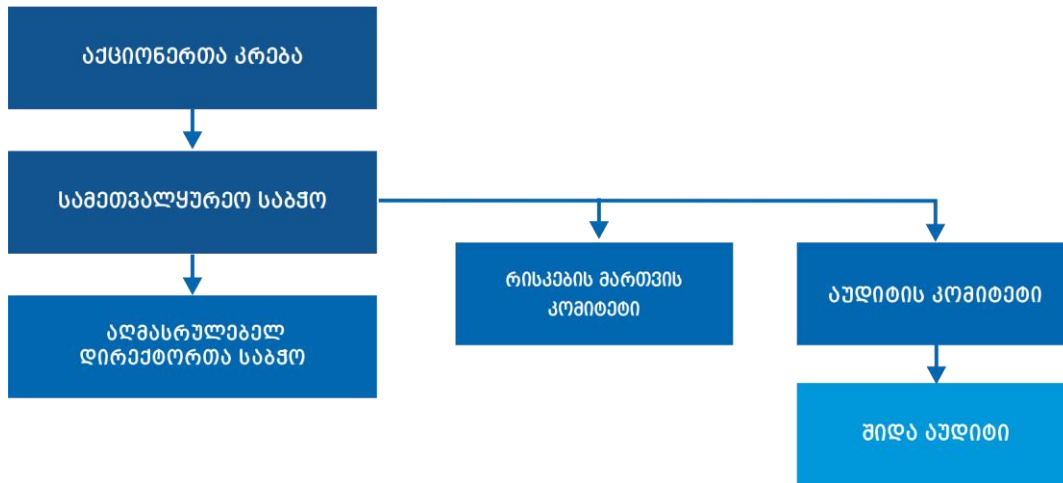 აქციონერთა კრება
სამეთვალყურეო საბჭო
რისკების მართვის
კომიტეტი
აუდიტის კომიტეტი
აღმასრულებელ
დირექტორთა საბჭო
შიდა აუდიტი